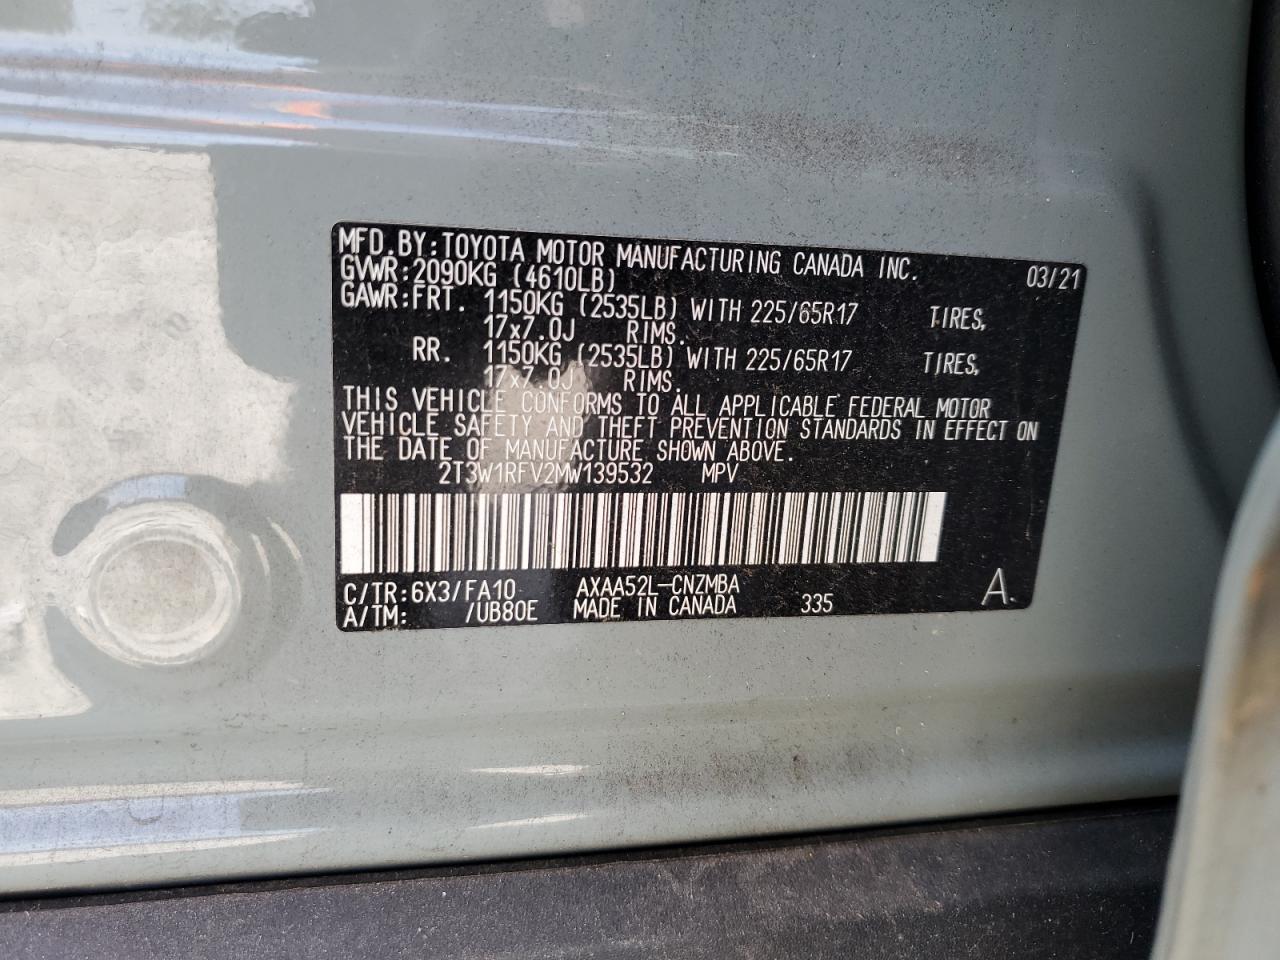 MFD.BY:TOYOTA MOTOR MANUFACTURING CANADA INC. 03/21
GVWR:2090KG (4610LB)
GAWR:FRT. 1150KG (2535LB) WITH 225/65R17 TIRES,
17x7.0J RIMS.
RR. 1150KG (2535LB) WITH 225/65R17 TIRES,
17x7.0J RIMS.
THIS VEHICLE CONFORMS TO ALL APPLICABLE FEDERAL MOTOR
VEHICLE SAFETY AND THEFT PREVENTION STANDARDS IN EFFECT ON
THE DATE OF MANUFACTURE SHOWN ABOVE.
2T3W1RFV2MW139532 MPV
C/TR:6X3/FA10 AXAA52L-CNZMBA
A/TM: /UB80E MADE IN CANADA 335 A.